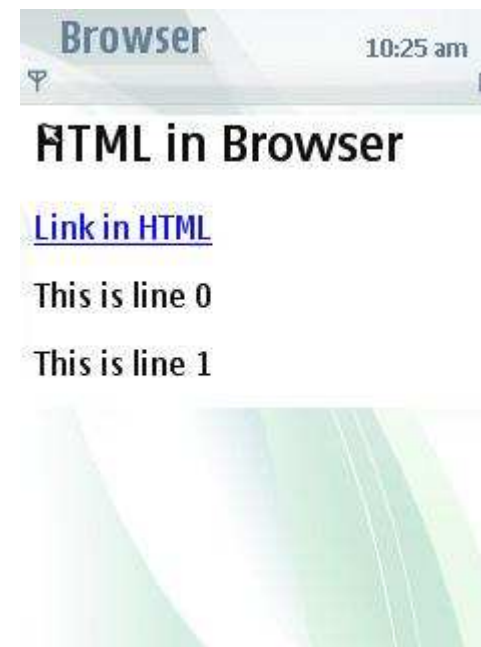 Browser
10:25 am
HTML in Browser
Link in HTML
This is line 0
This is line 1